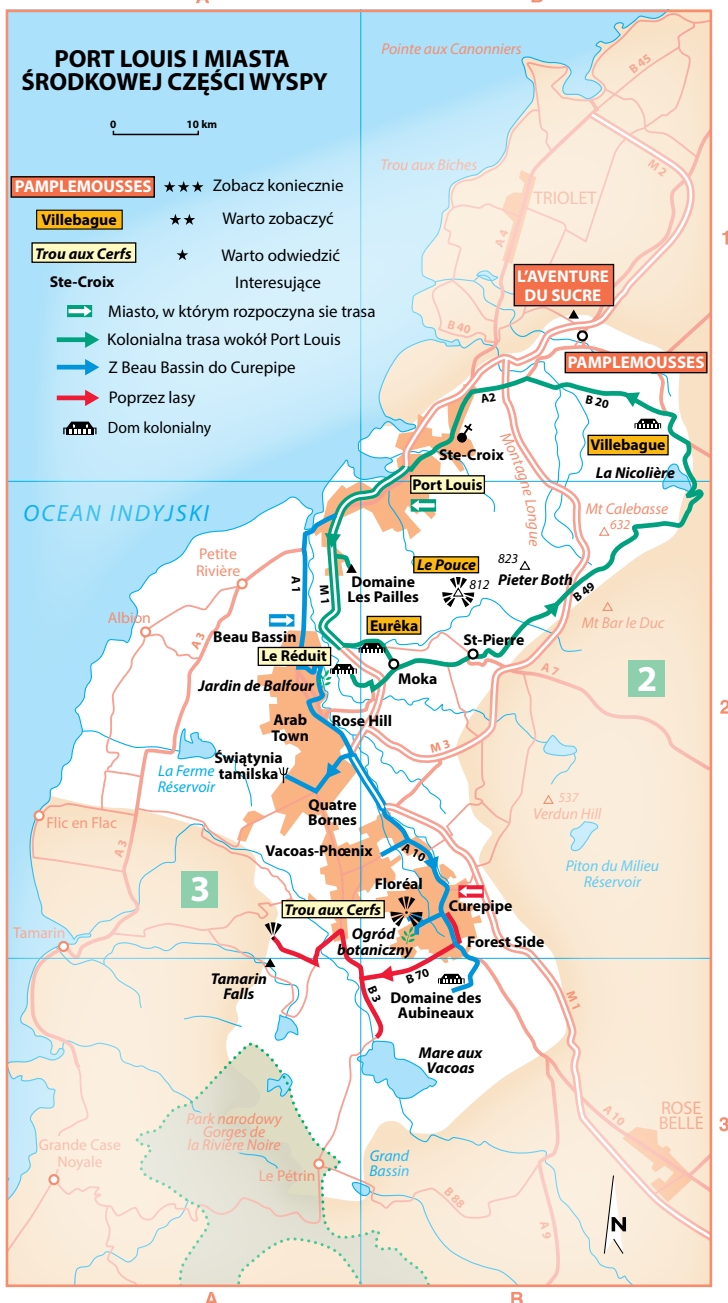 A
B
PORT LOUIS I MIASTA
ŚRODKOWEJ CZĘŚCI WYSPY
0
10 km
PAMPLEMOUSSES ★★★ Zobacz koniecznie
Villebague ★★ Warto zobaczyć
Trou aux Cerfs ★ Warto odwiedzić
Ste-Croix Interesujące
Miasto, w którym rozpoczyna sie trasa
Kolonialna trasa wokół Port Louis
Z Beau Bassin do Curepipe
Poprzez lasy
Dom kolonialny
Pointe aux Canonniers
B 45
Trou aux Biches
M 2
TRIOLET
A 4
1
L'AVENTURE
DU SUCRE
B 40
PAMPLEMOUSSES
A2
B 20
Ste-Croix
Villebague
Montagne Longue
La Nicolière
Port Louis
OCEAN INDYJSKI
Mt Calebasse
632
Petite
Rivière
A 1
M 1
Domaine
Les Pailles
Le Pouce
812
823
Pieter Both
B 49
Albion
Mt Bar le Duc
Beau Bassin
Eurêka
St-Pierre
Le Réduit
A 3
Jardin de Balfour
Moka
A 7
2
2
Arab
Town
Rose Hill
M 3
Świątynia
tamilska
La Ferme
Réservoir
Quatre
Bornes
537
Verdun Hill
Flic en Flac
A 3
Vacoas-Phœnix
A 10
Piton du Milieu
Réservoir
3
Floréal
Trou aux Cerfs
Curepipe
Tamarin
Ogród
botaniczny
Forest Side
Tamarin
Falls
B 70
B 3
Domaine des
Aubineaux
M 1
Mare aux
Vacoas
Park narodowy
Gorges de
la Rivière Noire
A 10
ROSE
BELLE
3
Grande Case
Noyale
Le Pétrin
Grand
Bassin
B 88
A 9
N
A
B